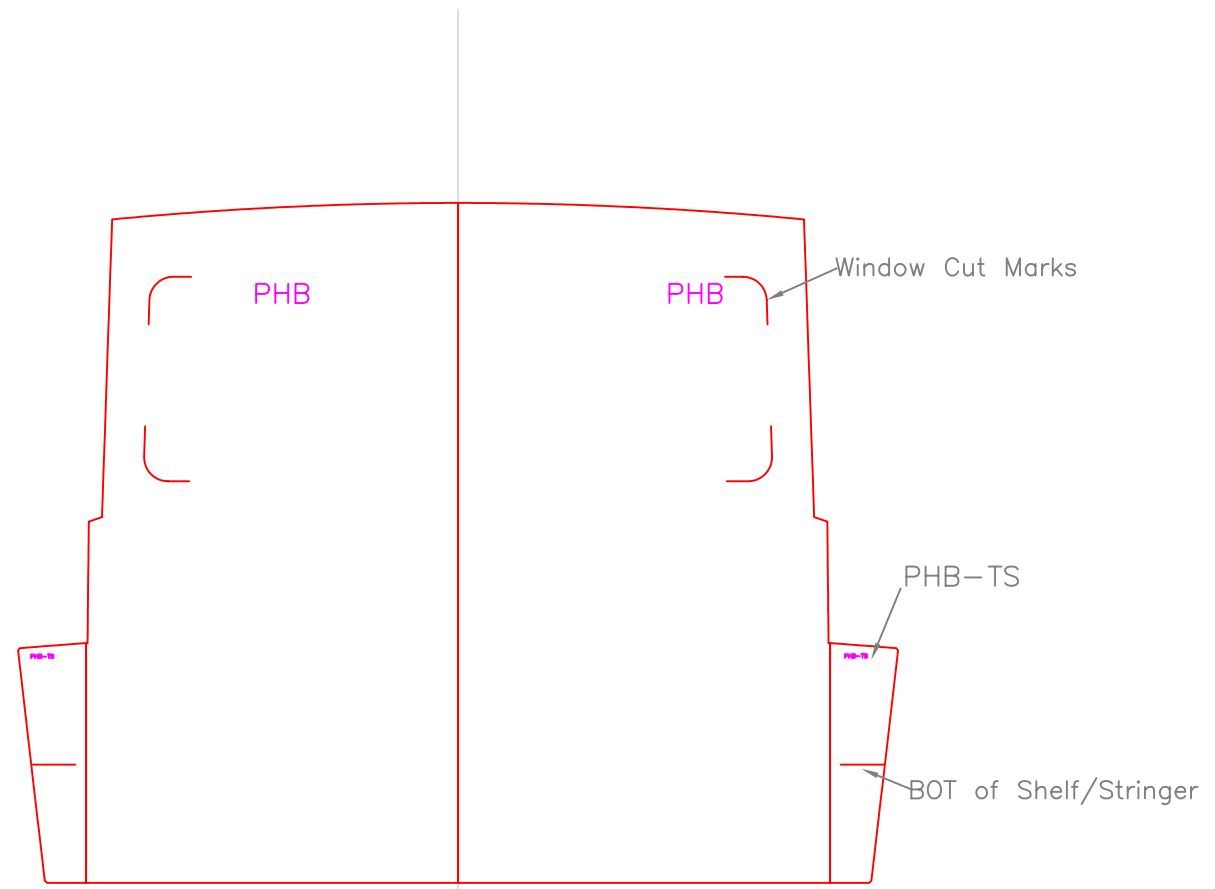 Window Cut Marks
PHB
PHB
PHB-TS
PHB-TS
PHB-TS
BOT of Shelf/Stringer